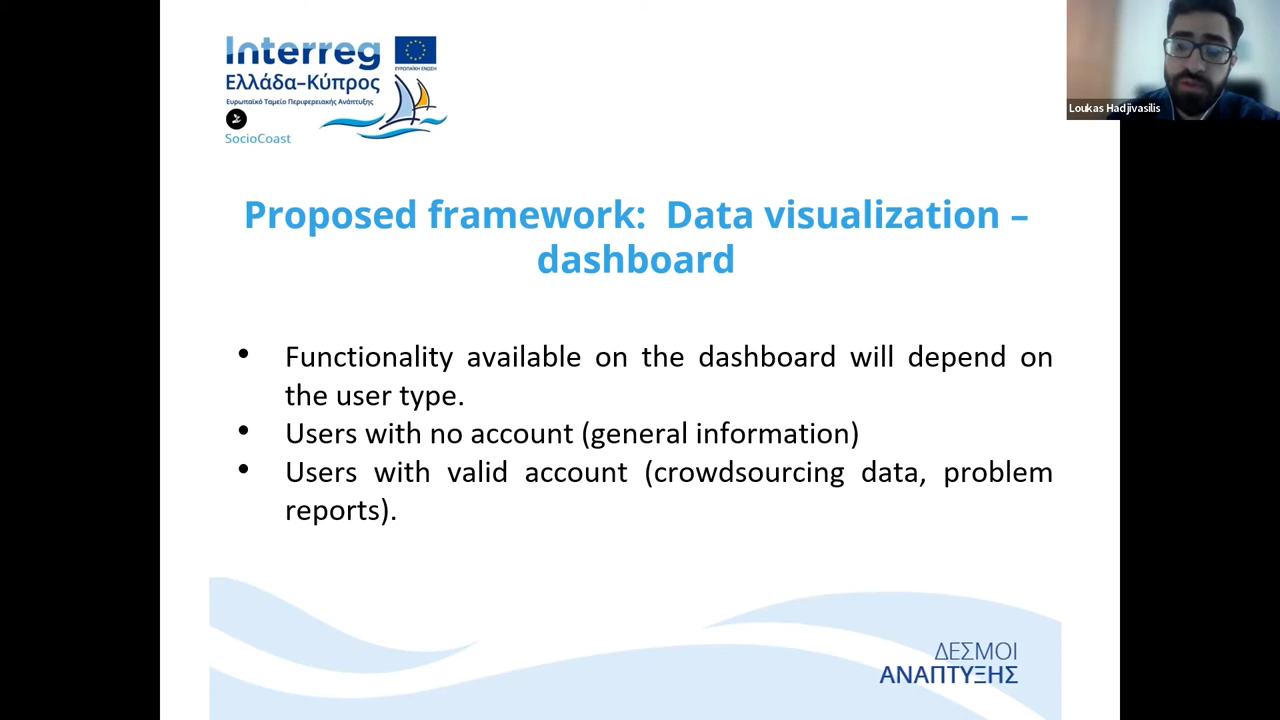 Interreg
Ελλάδα–Κύπρος
ΕΥΡΩΠΑΪΚΗ ΕΝΩΣΗ
Ευρωπαϊκό Ταμείο Περιφερειακής Ανάπτυξης
SocioCoast
Loukas Hadjivasilis
Proposed framework:  Data visualization –
dashboard
• Functionality available on the dashboard will depend on
the user type.
• Users with no account (general information)
• Users with valid account (crowdsourcing data, problem
reports).
ΔΕΣΜΟΙ
ΑΝΑΠΤΥΞΗΣ